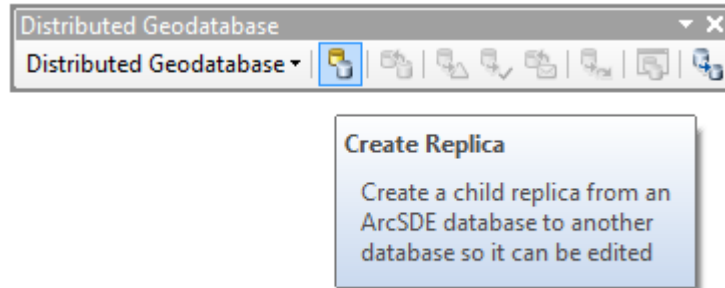 Distributed Geodatabase
Distributed Geodatabase
Create Replica
Create a child replica from an
ArcSDE database to another
database so it can be edited